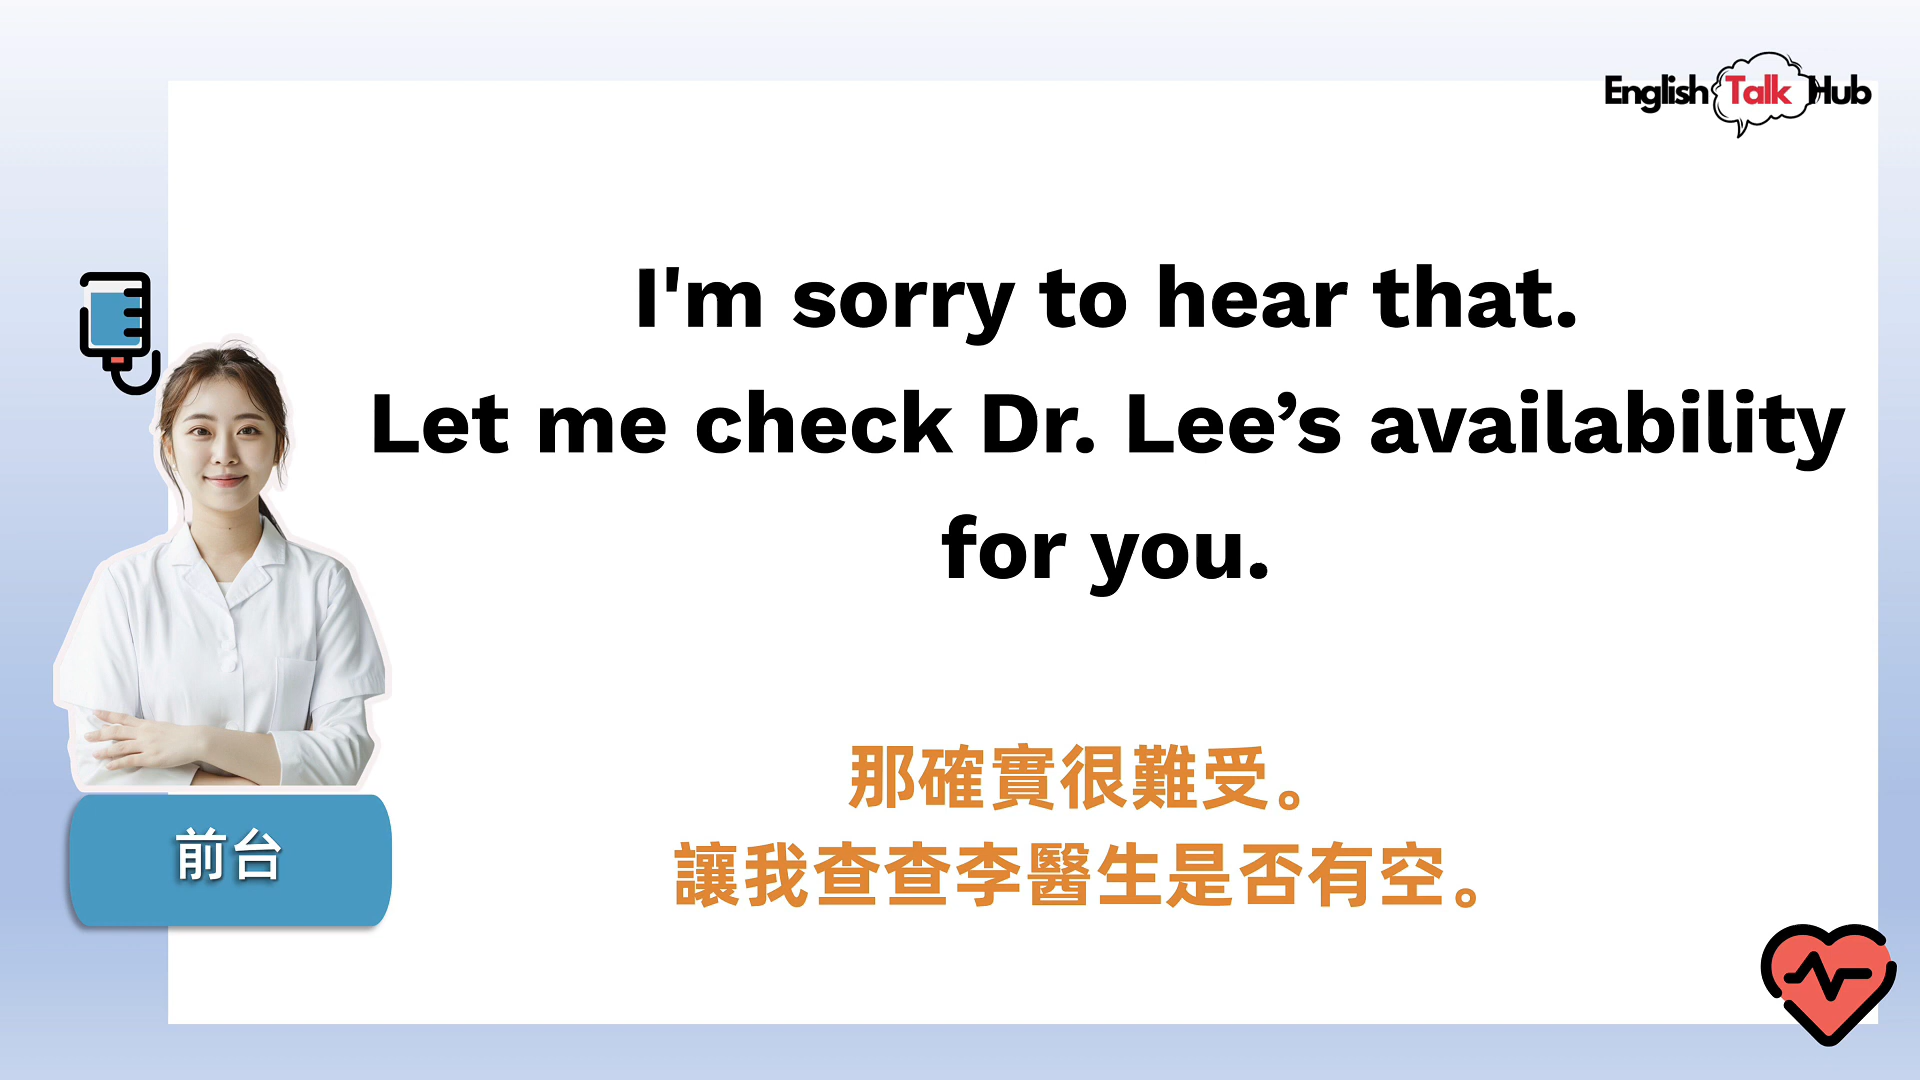 English Talk Hub
I'm sorry to hear that.
Let me check Dr. Lee’s availability
for you.
那確實很難受。
讓我查查李醫生是否有空。
前台